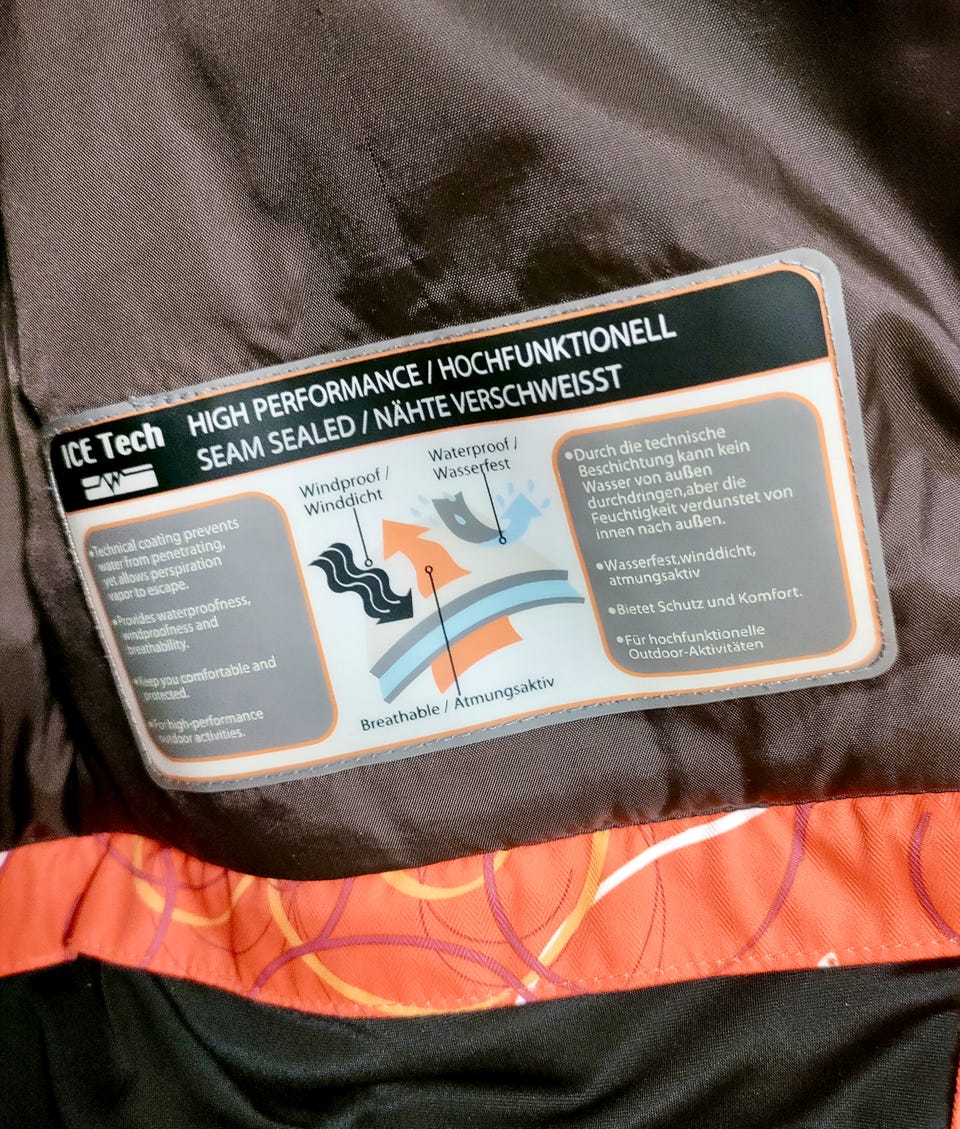 ICE Tech
HIGH PERFORMANCE / HOCHFUNKTIONELL
SEAM SEALED / NÄHTE VERSCHWEISST
•Technical coating prevents
water from penetrating,
yet allows perspiration
vapor to escape.
•Provides waterproofness,
windproofness and
breathability.
•Keep you comfortable and
protected.
•For high-performance
outdoor activities.
Windproof /
Winddicht
Waterproof /
Wasserfest
Breathable / Atmungsaktiv
•Durch die technische
Beschichtung kann kein
Wasser von außen
durchdringen,aber die
Feuchtigkeit verdunstet von
innen nach außen.
•Wasserfest,winddicht,
atmungsaktiv
•Bietet Schutz und Komfort.
•Für hochfunktionelle
Outdoor-Aktivitäten